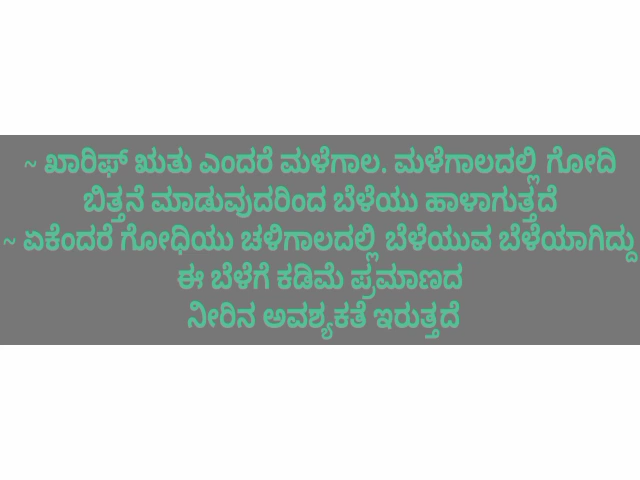 ~ ಖಾರಿಫ್ ಋತು ಎಂದರೆ ಮಳೆಗಾಲ. ಮಳೆಗಾಲದಲ್ಲಿ ಗೋದಿ
ಬಿತ್ತನೆ ಮಾಡುವುದರಿಂದ ಬೆಳೆಯು ಹಾಳಾಗುತ್ತದೆ
~ ಏಕೆಂದರೆ ಗೋಧಿಯು ಚಳಿಗಾಲದಲ್ಲಿ ಬೆಳೆಯುವ ಬೆಳೆಯಾಗಿದ್ದು
ಈ ಬೆಳೆಗೆ ಕಡಿಮೆ ಪ್ರಮಾಣದ
ನೀರಿನ ಅವಶ್ಯಕತೆ ಇರುತ್ತದೆ